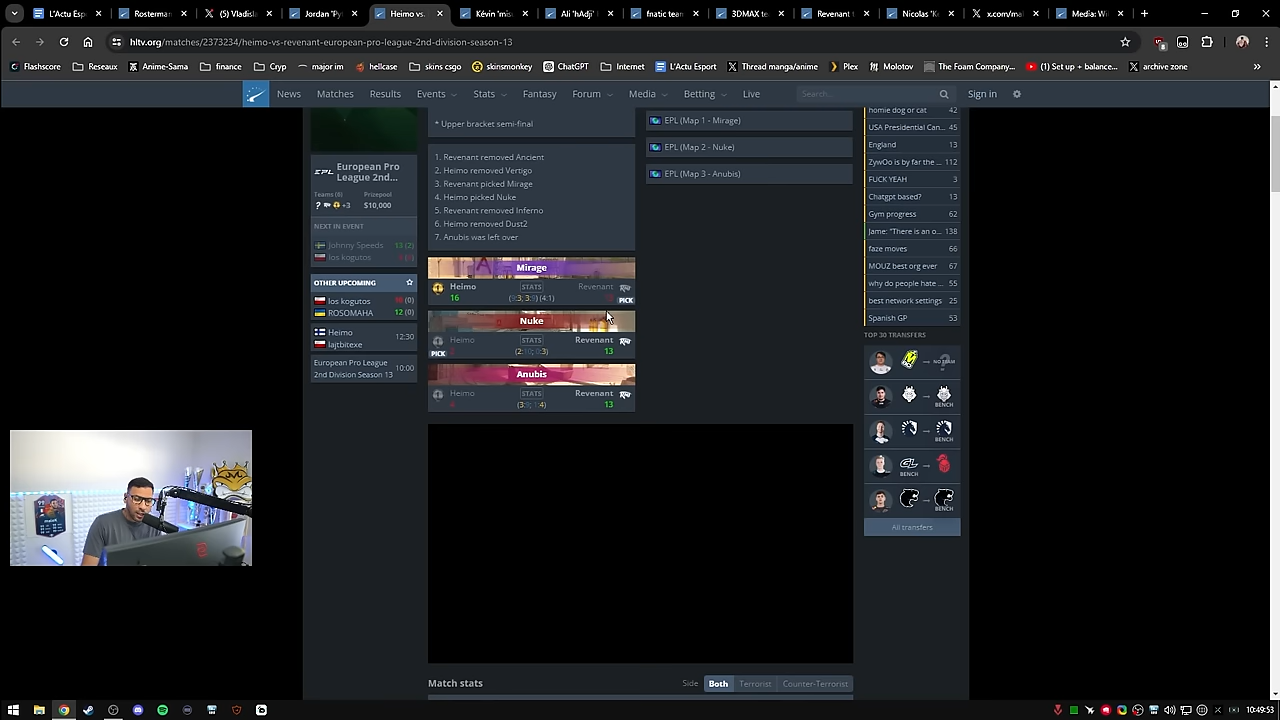 L'Actu Esport
Rosterman
(5) Vladisla
Jordan 'Py
Heimo vs.
Kévin 'mis
Ali 'hAdji' 
fnatic tean
3DMAX te
Revenant
Nicolas 'K
x.com/mai
Media: Wi
hltv.org/matches/2373234/heimo-vs-revenant-european-pro-league-2nd-division-season-13
Flashscore
Reseaux
Anime-Sama
finance
Cryp
major im
hellcase
skins csgo
skinsmonkey
ChatGPT
Internet
L'Actu Esport
Thread manga/anime
Plex
Molotov
The Foam Company...
(1) Set up + balance...
archive zone
News
Matches
Results
Events
Stats
Fantasy
Forum
Media
Betting
Live
Search...
Sign in
European Pro
League 2nd...
Teams (8)
Prizepool
+3
$10,000
NEXT IN EVENT
Johnny Speeds
13 (2)
los kogutos
OTHER UPCOMING
los kogutos
(0)
ROSOMAHA
12 (0)
Heimo
lajtbitexe
12:30
European Pro League
2nd Division Season 13
10:00
* Upper bracket semi-final
1. Revenant removed Ancient
2. Heimo removed Vertigo
3. Revenant picked Mirage
4. Heimo picked Nuke
5. Revenant removed Inferno
6. Heimo removed Dust2
7. Anubis was left over
Mirage
Heimo
16
STATS
Revenant
PICK
Nuke
Heimo
PICK
STATS
Revenant
13
Anubis
Heimo
STATS
Revenant
13
EPL (Map 1 - Mirage)
EPL (Map 2 - Nuke)
EPL (Map 3 - Anubis)
homie dog or cat
42
USA Presidential Can...
45
England
13
ZywOo is by far the ...
112
FUCK YEAH
3
Chatgpt based?
13
Gym progress
62
Jame: "There is an o...
138
faze moves
66
MOUZ best org ever
67
why do people hate ...
55
best network settings
25
Spanish GP
53
TOP 30 TRANSFERS
NO TEAM
BENCH
BENCH
BENCH
BENCH
All transfers
Match stats
Side
Both
Terrorist
Counter-Terrorist
10:49:53